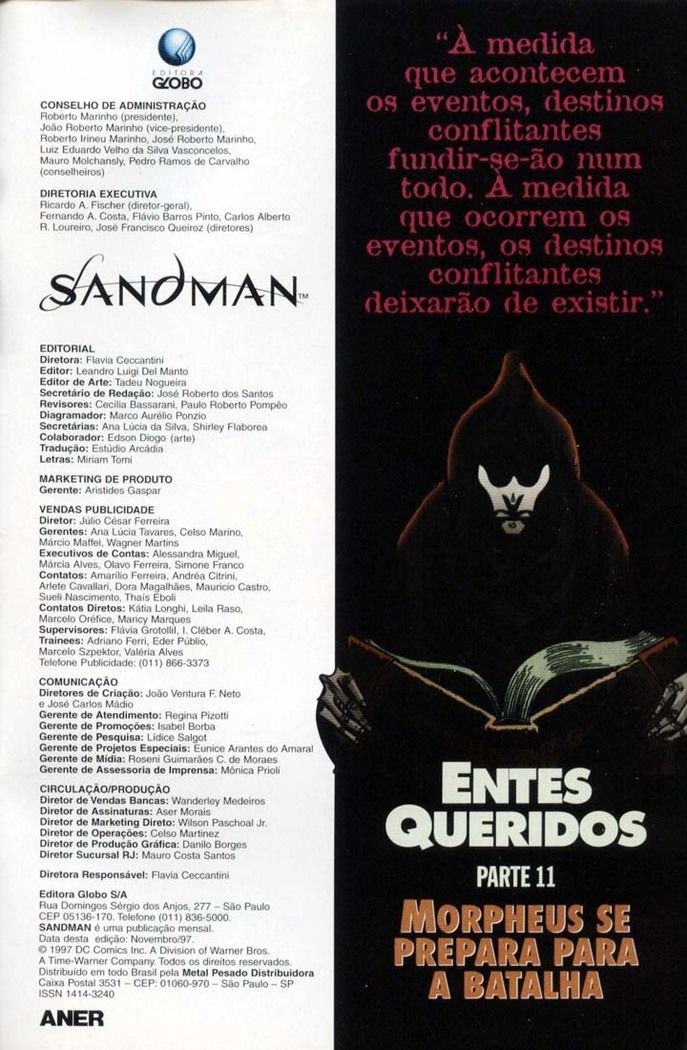 EDITORA
GLOBO
CONSELHO DE ADMINISTRAÇÃO
Roberto Marinho (presidente),
João Roberto Marinho (vice-presidente),
Roberto Irineu Marinho, José Roberto Marinho,
Luiz Eduardo Velho da Silva Vasconcelos,
Mauro Molchansly, Pedro Ramos de Carvalho
(conselheiros)
DIRETORIA EXECUTIVA
Ricardo A. Fischer (diretor-geral),
Fernando A. Costa, Flávio Barros Pinto, Carlos Alberto
R. Loureiro, José Francisco Queiroz (diretores)
SANDMAN™
EDITORIAL
Diretora: Flavia Ceccantini
Editor: Leandro Luigi Del Manto
Editor de Arte: Tadeu Nogueira
Secretário de Redação: José Roberto dos Santos
Revisores: Cecília Bassarani, Paulo Roberto Pompêo
Diagramador: Marco Aurélio Ponzio
Secretárias: Ana Lúcia da Silva, Shirley Flaborea
Colaborador: Edson Diogo (arte)
Tradução: Estúdio Arcádia
Letras: Miriam Tomi
MARKETING DE PRODUTO
Gerente: Aristides Gaspar
VENDAS PUBLICIDADE
Diretor: Júlio César Ferreira
Gerentes: Ana Lúcia Tavares, Celso Marino,
Márcio Maffei, Wagner Martins
Executivos de Contas: Alessandra Miguel,
Márcia Alves, Olavo Ferreira, Simone Franco
Contatos: Amarílio Ferreira, Andréa Citrini,
Arlete Cavallari, Dora Magalhães, Mauricio Castro,
Sueli Nascimento, Thaís Eboli
Contatos Diretos: Kátia Longhi, Leila Raso,
Marcelo Oréfice, Maricy Marques
Supervisores: Flávia Grotollil, I. Cléber A. Costa,
Trainees: Adriano Ferri, Eder Públio,
Marcelo Szpektor, Valéria Alves
Telefone Publicidade: (011) 866-3373
COMUNICAÇÃO
Diretores de Criação: João Ventura F. Neto
e José Carlos Mádio
Gerente de Atendimento: Regina Pizotti
Gerente de Promoções: Isabel Borba
Gerente de Pesquisa: Lídice Salgot
Gerente de Projetos Especiais: Eunice Arantes do Amaral
Gerente de Mídia: Roseni Guimarães C. de Moraes
Gerente de Assessoria de Imprensa: Mônica Prioli
CIRCULAÇÃO/PRODUÇÃO
Diretor de Vendas Bancas: Wanderley Medeiros
Diretor de Assinaturas: Aser Morais
Diretor de Marketing Direto: Wilson Paschoal Jr.
Diretor de Operações: Celso Martinez
Diretor de Produção Gráfica: Danilo Borges
Diretor Sucursal RJ: Mauro Costa Santos
Diretora Responsável: Flavia Ceccantini
Editora Globo S/A
Rua Domingos Sérgio dos Anjos, 277 – São Paulo
CEP 05136-170. Telefone (011) 836-5000.
SANDMAN é uma publicação mensal.
Data desta edição: Novembro/97.
© 1997 DC Comics Inc. A Division of Warner Bros.
A Time-Warner Company. Todos os direitos reservados.
Distribuído em todo Brasil pela Metal Pesado Distribuidora
Caixa Postal 3531 – CEP: 01060-970 – São Paulo – SP
ISSN 1414-3240
ANER
“À medida
que acontecem
os eventos, destinos
conflitantes
fundir-se-ão num
todo. À medida
que ocorrem os
eventos, os destinos
conflitantes
deixarão de existir.”
ENTES
QUERIDOS
PARTE 11
MORPHEUS SE
PREPARA PARA
A BATALHA